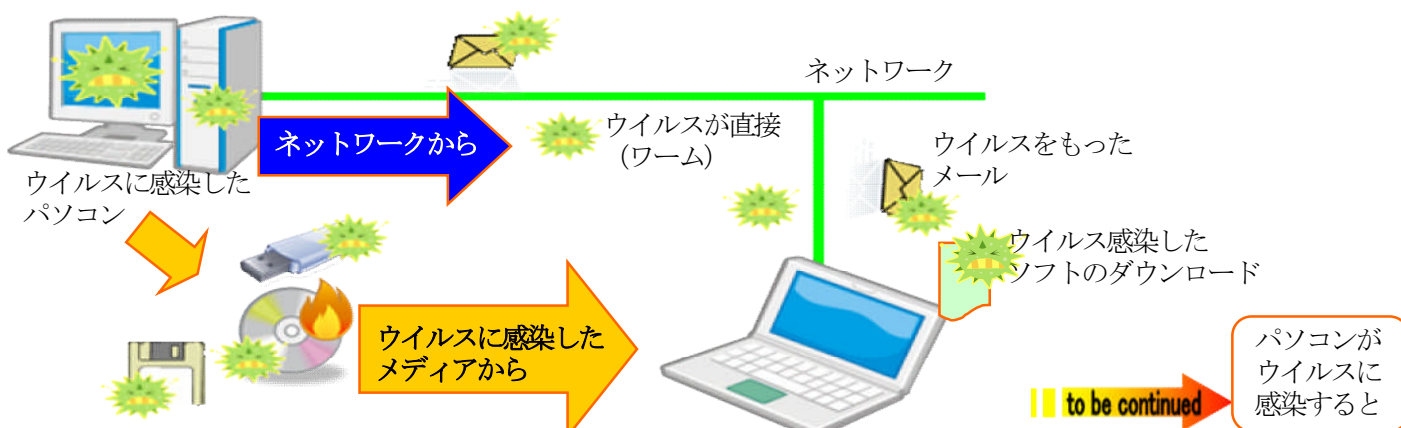 ネットワーク
ネットワークから
ウイルスが直接
(ワーム)
ウイルスをもった
メール
ウイルスに感染した
パソコン
ウイルス感染した
ソフトのダウンロード
ウイルスに感染した
メディアから
to be continued
パソコンが
ウイルスに
感染すると